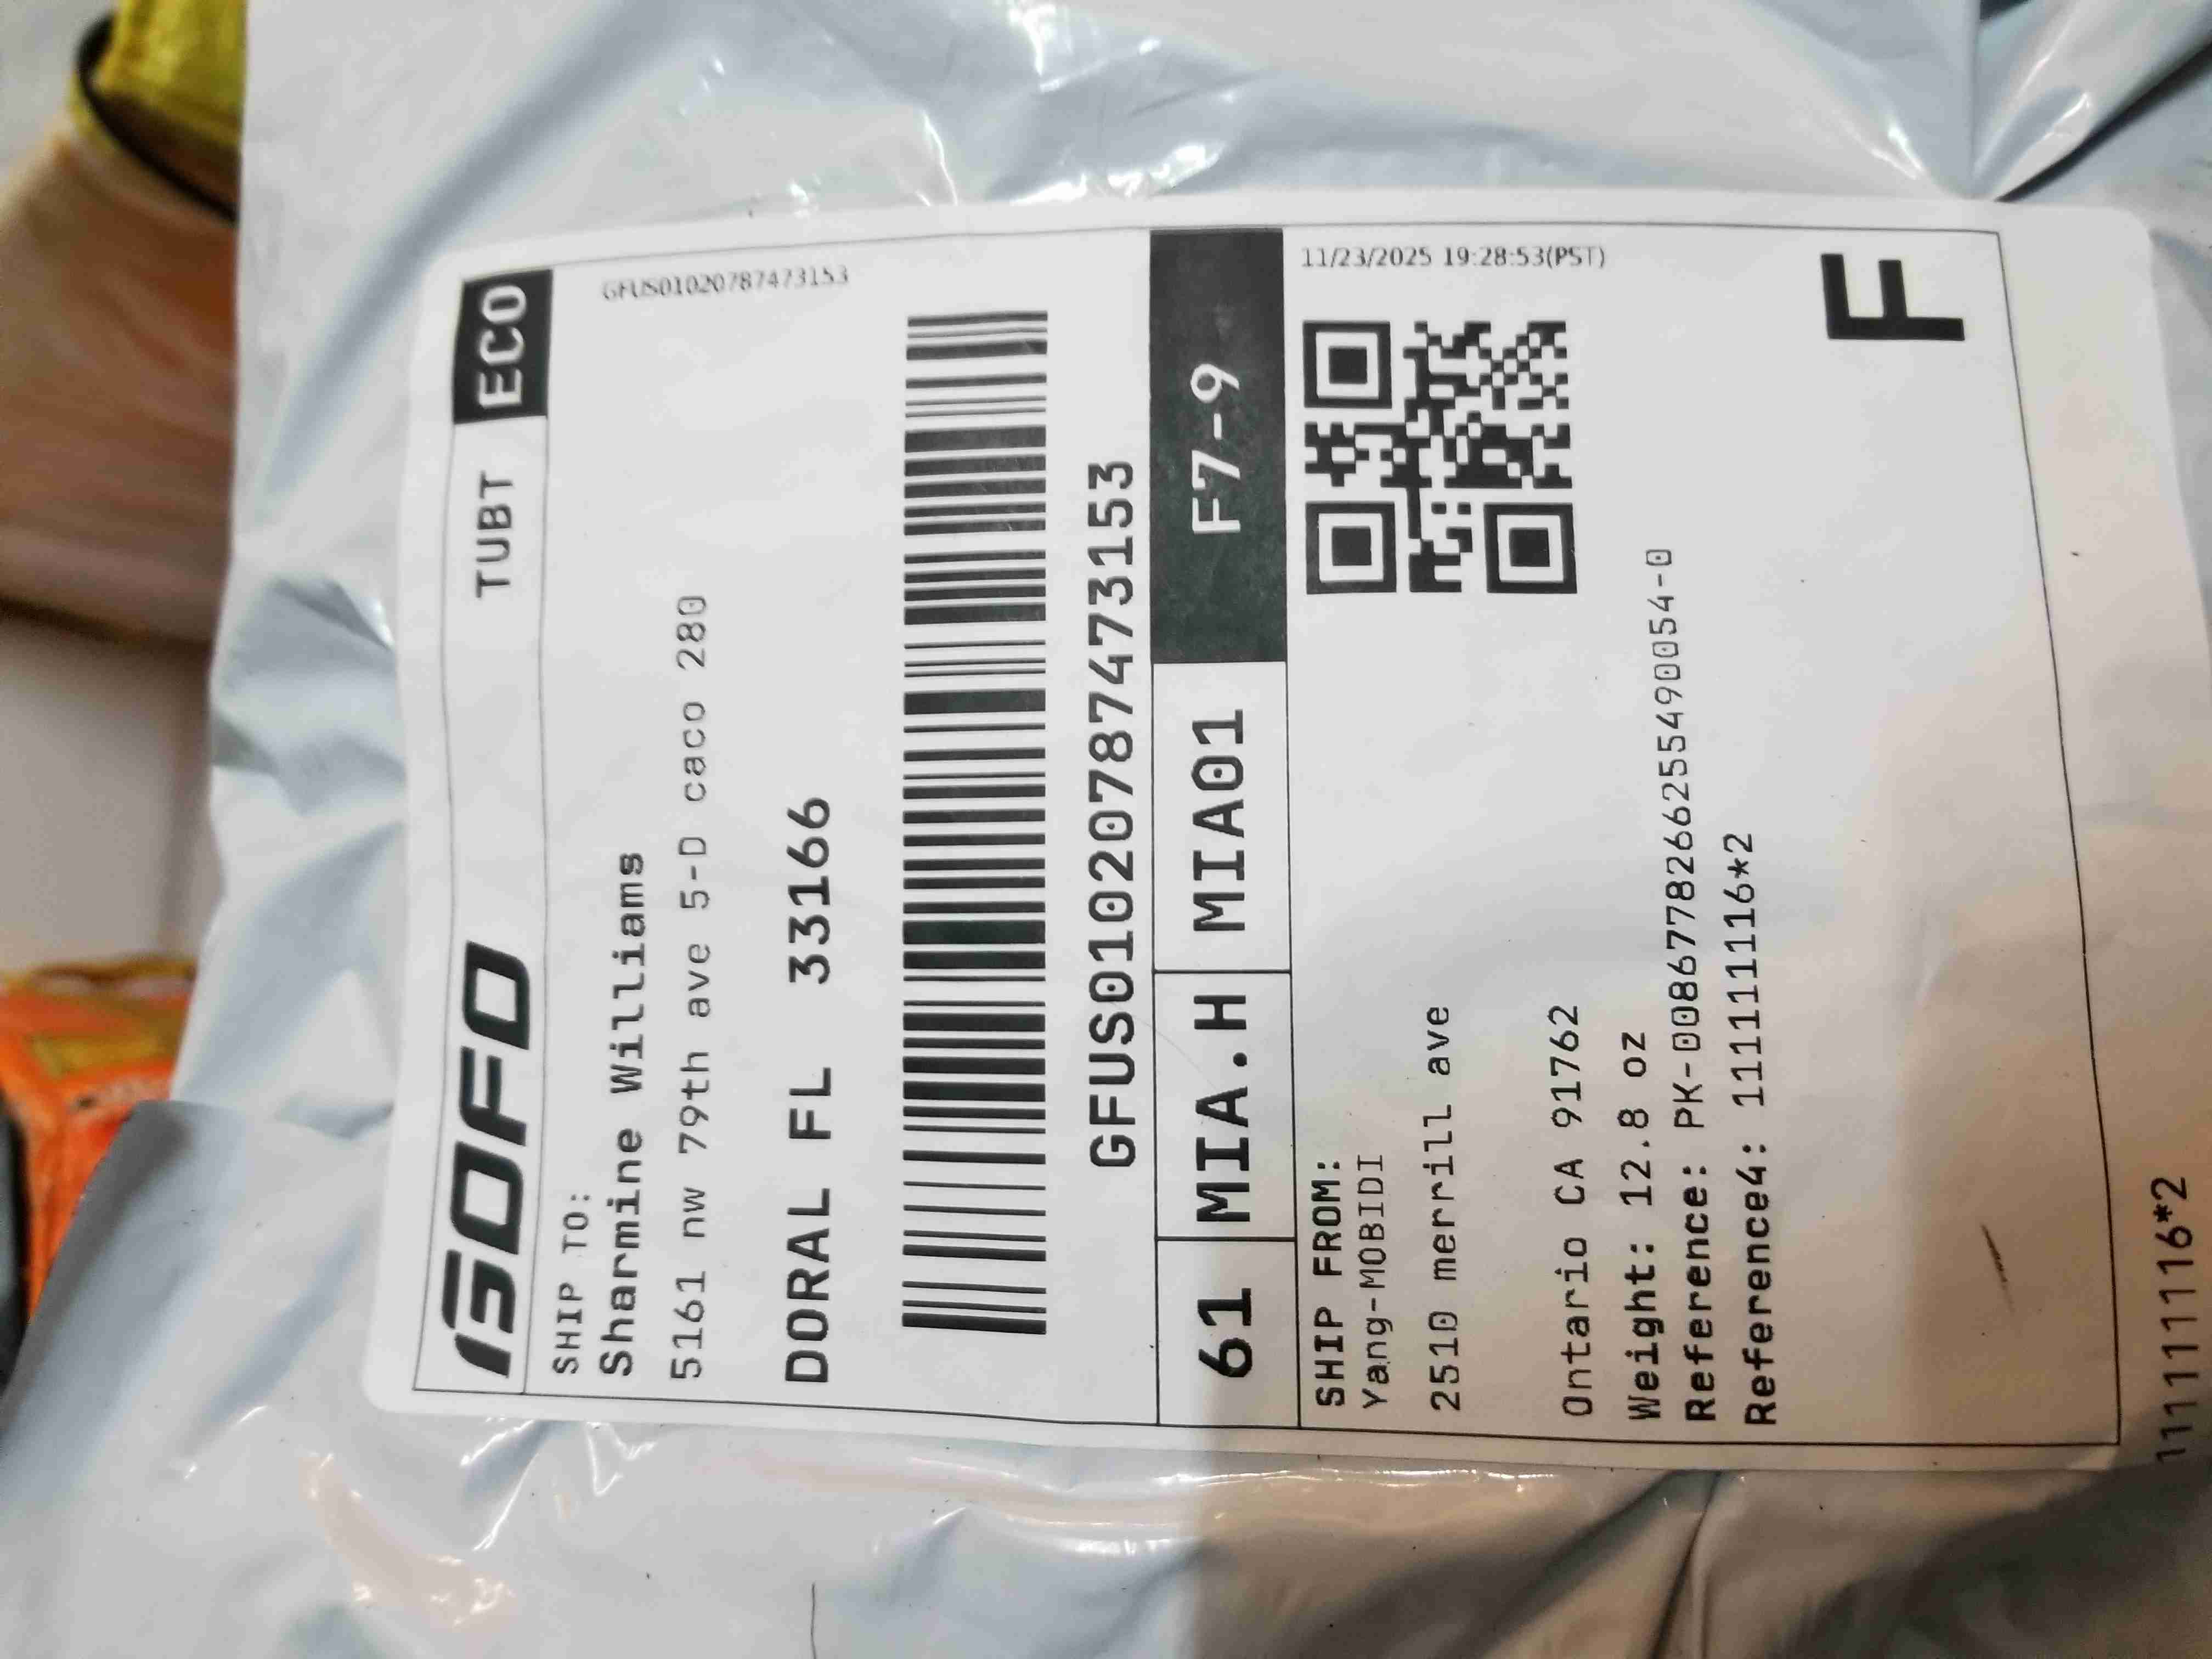 GOFO TUBT ECO
SHIP TO:
GFUS01020787473153
Sharmine Williams
5161 nw 79th ave 5-D caco 280
DORAL FL 33166
GFUS01020787473153
61 MIA.H MIA01 F7-9
SHIP FROM:
11/23/2025 19:28:53(PST)
Yang-MOBIDI
2510 merrill ave
Ontario CA 91762
Weight: 12.8 oz
Reference: PK-0086778266255490054-0
Reference4: 1111111116*2
F
1111111116*2